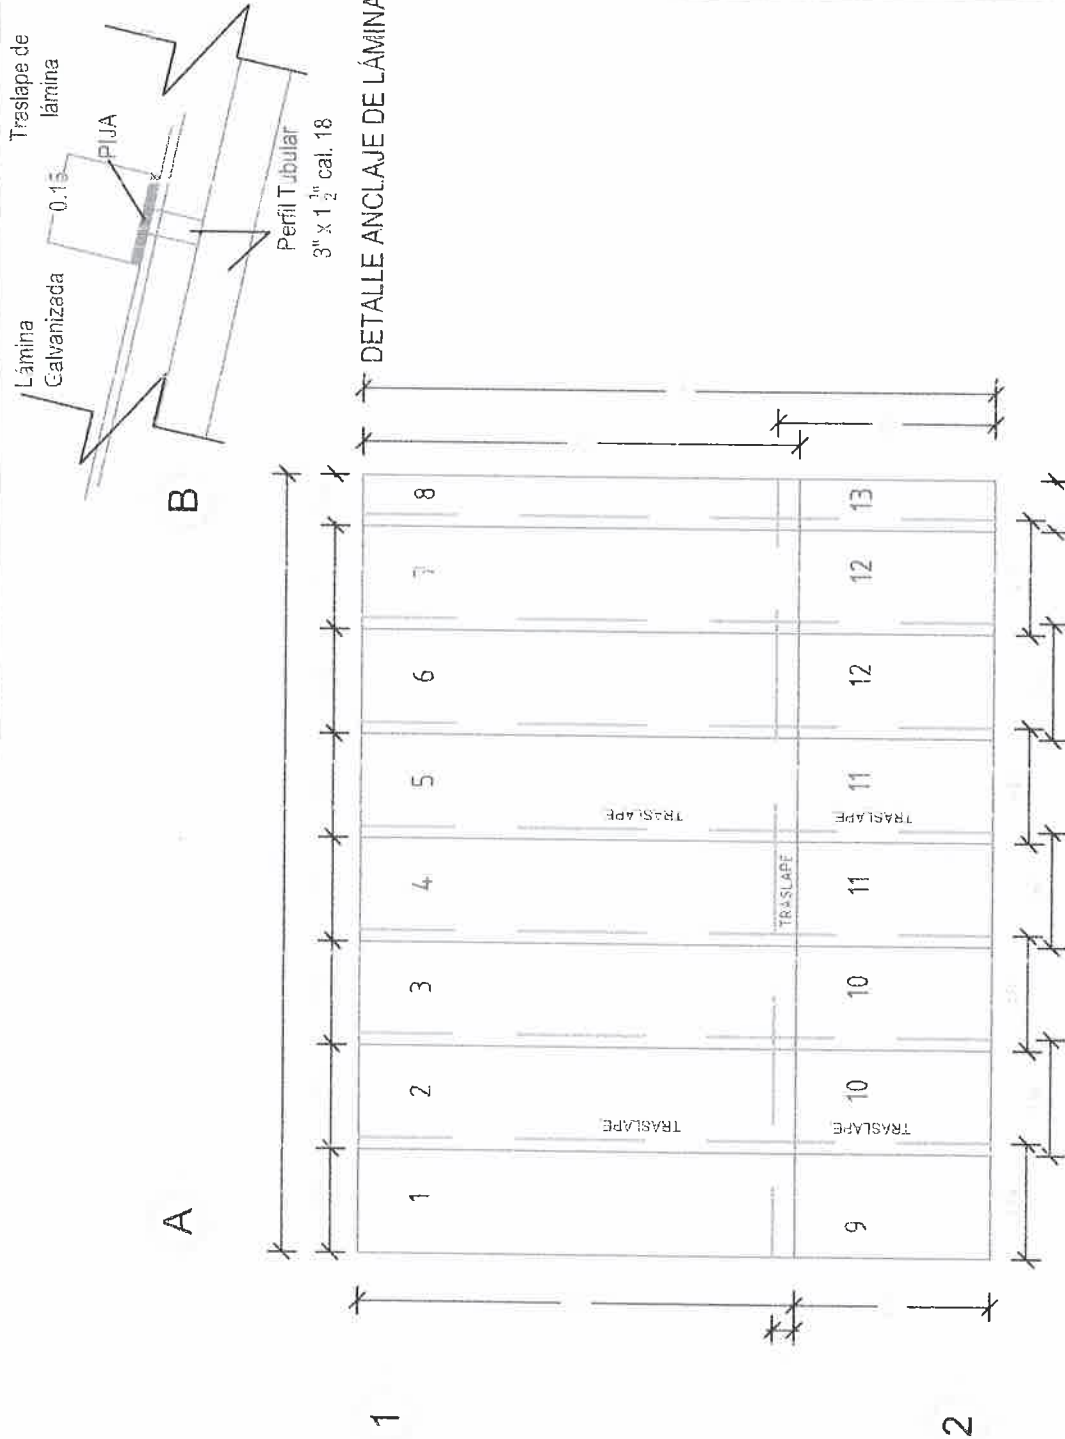 Lámina
Galvanizada
Traslape de
lámina
0.15
PIJA
Perfil Tubular
3" x 1 1/2" cal. 18
DETALLE ANCLAJE DE LÁMINA
A
B
1
2
1
2
3
4
5
6
7
8
TRASLAPE
TRASLAPE
TRASLAPE
9
10
10
11
11
12
12
13
TRASLAPE
TRASLAPE